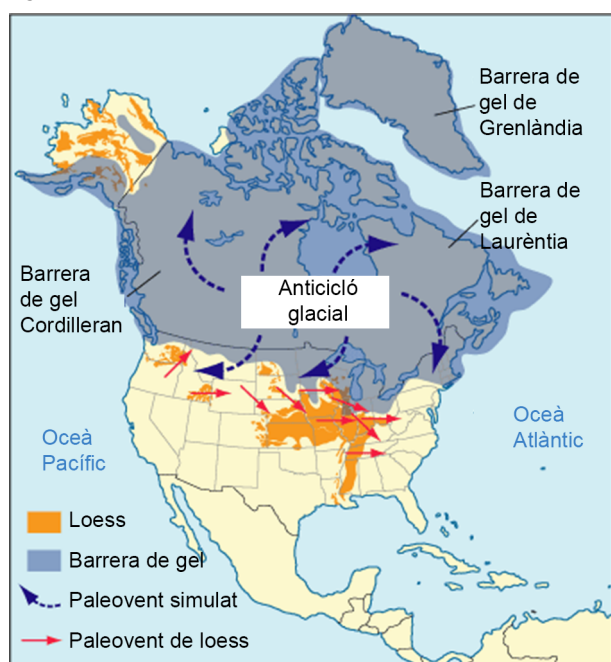 Barrera de
gel de
Grenlàndia
Barrera de
gel de
Laurèntia
Barrera
de gel
Cordilleran
Anticicló
glacial
Oceà
Pacífic
Oceà
Atlàntic
Loess
Barrera de gel
Paleovent simulat
Paleovent de loess